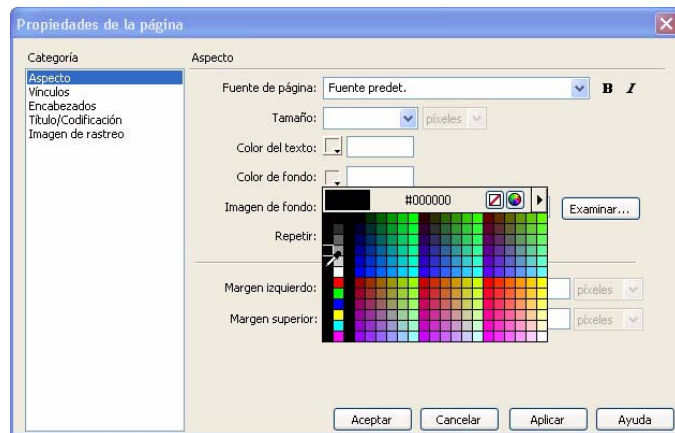 Propiedades de la página
Categoría
Aspecto
Vínculos
Encabezados
Título/Codificación
Imagen de rastreo
Aspecto
Fuente de página: Fuente predet. B I
Tamaño: píxeles
Color del texto:
Color de fondo:
#000000
Imagen de fondo: Examinar...
Repetir:
Margen izquierdo: píxeles
Margen superior: píxeles
Aceptar Cancelar Aplicar Ayuda